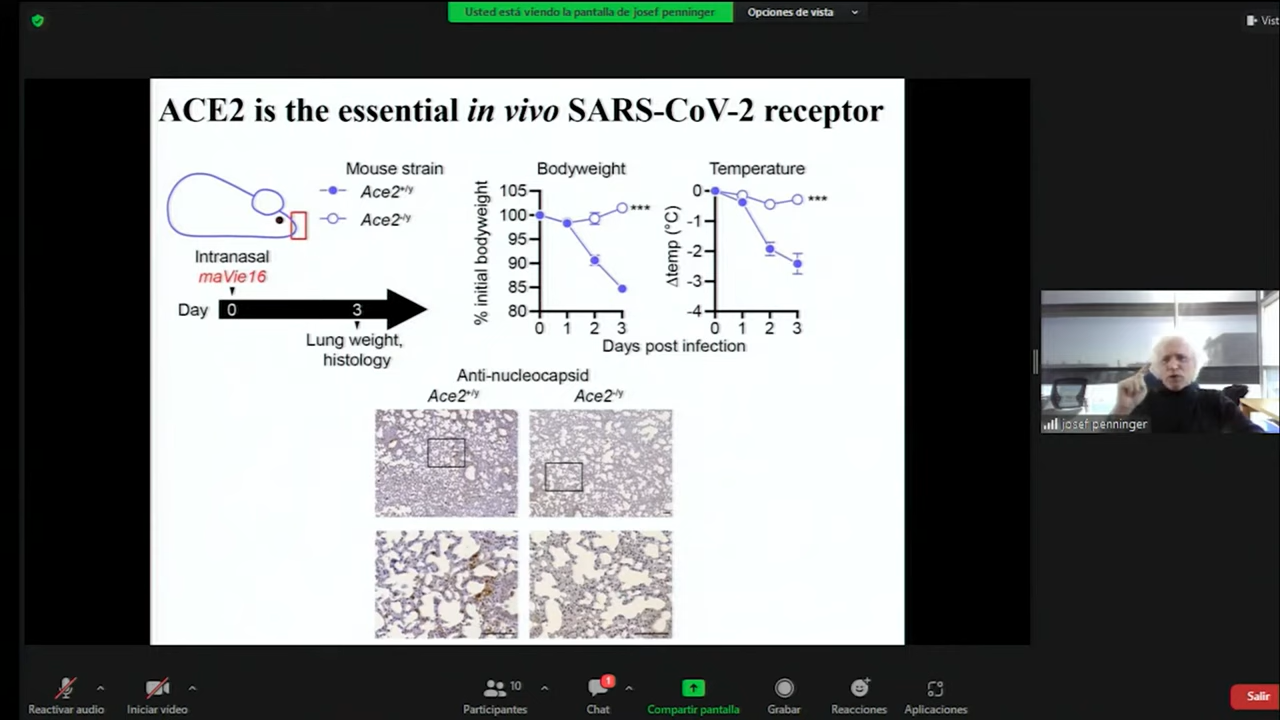 Usted está viendo la pantalla de josef penninger
Opciones de vista
Vist
ACE2 is the essential in vivo SARS-CoV-2 receptor
Mouse strain
Ace2+/y
Ace2-/y
Intranasal
maVie16
Day 0 3
Lung weight,
histology
Bodyweight
% initial bodyweight
105
100
95
90
85
80
0 1 2 3
***
Temperature
Δtemp (°C)
0
-1
-2
-3
-4
0 1 2 3
***
Days post infection
Anti-nucleocapsid
Ace2+/y
Ace2-/y
josef penninger
Reactivar audio
Iniciar vídeo
10
Participantes
1
Chat
Compartir pantalla
Grabar
Reacciones
Aplicaciones
Salir